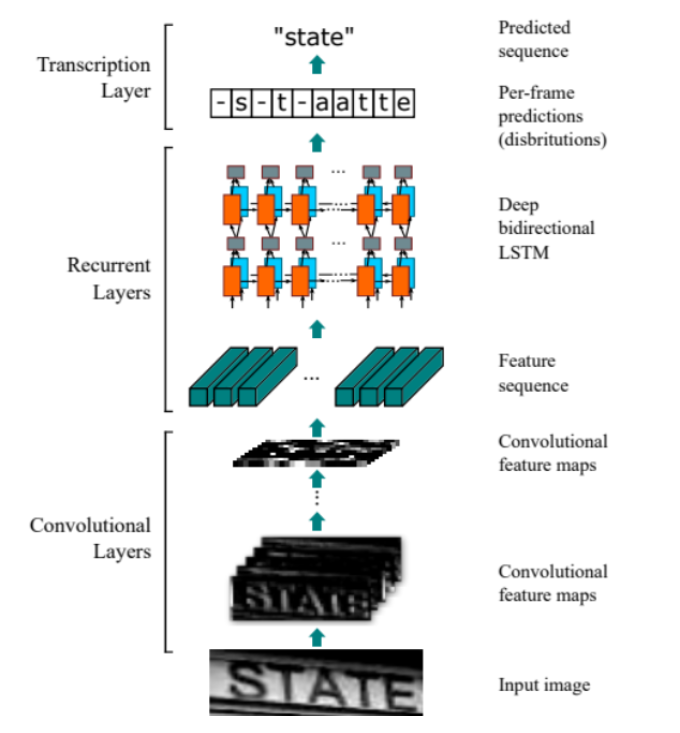 "state"
Predicted
sequence
Transcription
Layer
-s-t-aatte
Per-frame
predictions
(disbritutions)
...
Deep
bidirectional
LSTM
...
Recurrent
Layers
...
Feature
sequence
Convolutional
feature maps
Convolutional
Layers
STATE
Convolutional
feature maps
STATE
Input image